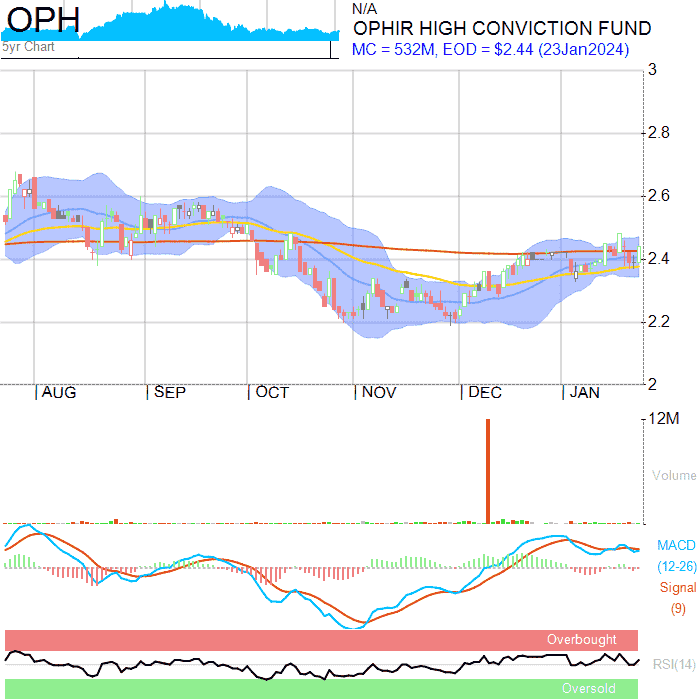 OPH
5yr Chart
N/A
OPHIR HIGH CONVICTION FUND
MC = 532M, EOD = $2.44 (23Jan2024)
3
2.8
2.6
2.4
2.2
2
AUG SEP OCT NOV DEC JAN
12M
Volume
MACD
(12-26)
Signal
(9)
Overbought
RSI(14)
Oversold